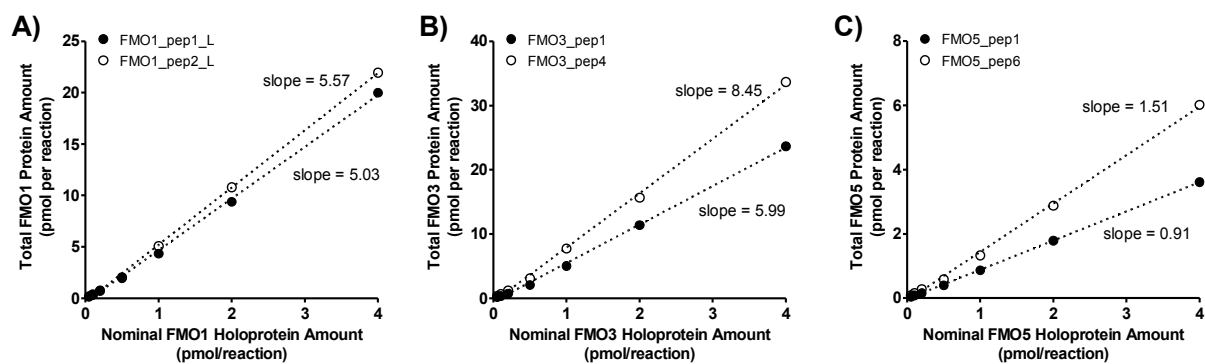 A)
FMO1_pep1_L
FMO1_pep2_L
slope = 5.57
slope = 5.03
Total FMO1 Protein Amount
(pmol per reaction)
25
20
15
10
5
0
0 1 2 3 4
Nominal FMO1 Holoprotein Amount
(pmol/reaction)
B)
FMO3_pep1
FMO3_pep4
slope = 8.45
slope = 5.99
Total FMO3 Protein Amount
(pmol per reaction)
40
30
20
10
0
0 1 2 3 4
Nominal FMO3 Holoprotein Amount
(pmol/reaction)
C)
FMO5_pep1
FMO5_pep6
slope = 1.51
slope = 0.91
Total FMO5 Protein Amount
(pmol per reaction)
8
6
4
2
0
0 1 2 3 4
Nominal FMO5 Holoprotein Amount
(pmol/reaction)